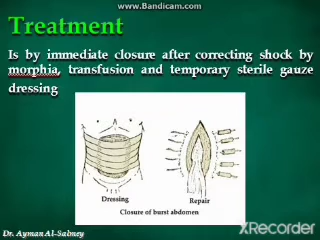 www.Bandicam.com
Treatment
Is by immediate closure after correcting shock by
morphia, transfusion and temporary sterile gauze
dressing
Dressing
Repair
Closure of burst abdomen
Dr. Ayman Al-Salmey
XRecorder